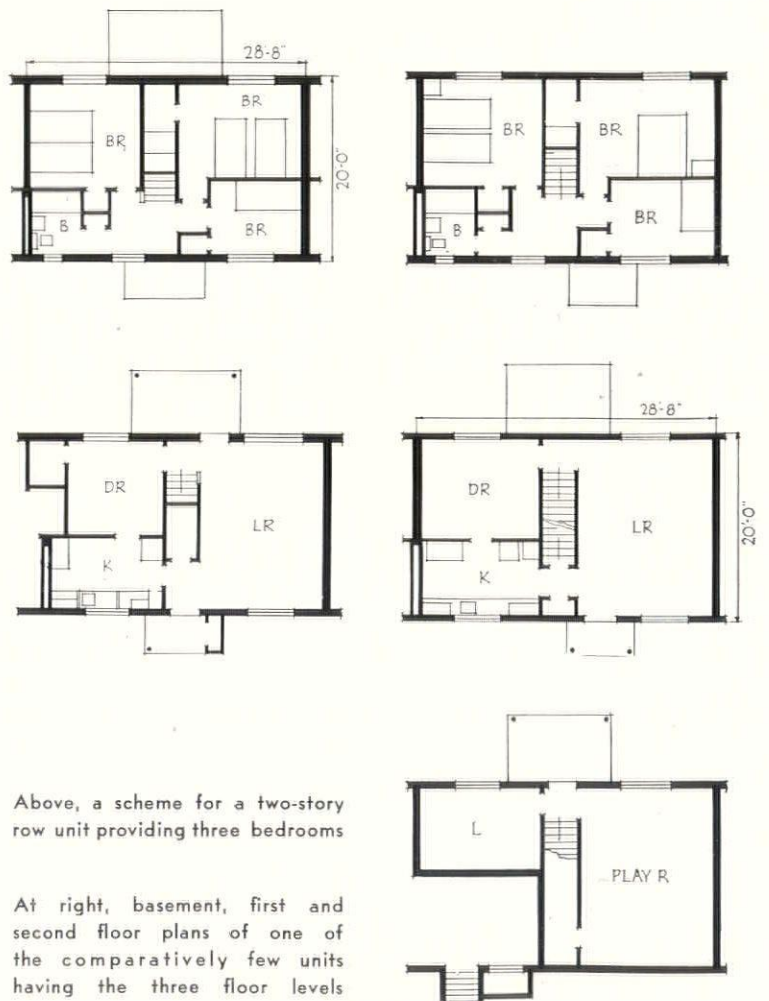 28'-8"
BR
BR
20'-0"
B
BR
BR
BR
B
BR
DR
LR
K
28'-8"
DR
LR
20'-0"
K
Above, a scheme for a two-story
row unit providing three bedrooms
L
PLAY R
At right, basement, first and
second floor plans of one of
the comparatively few units
having the three floor levels